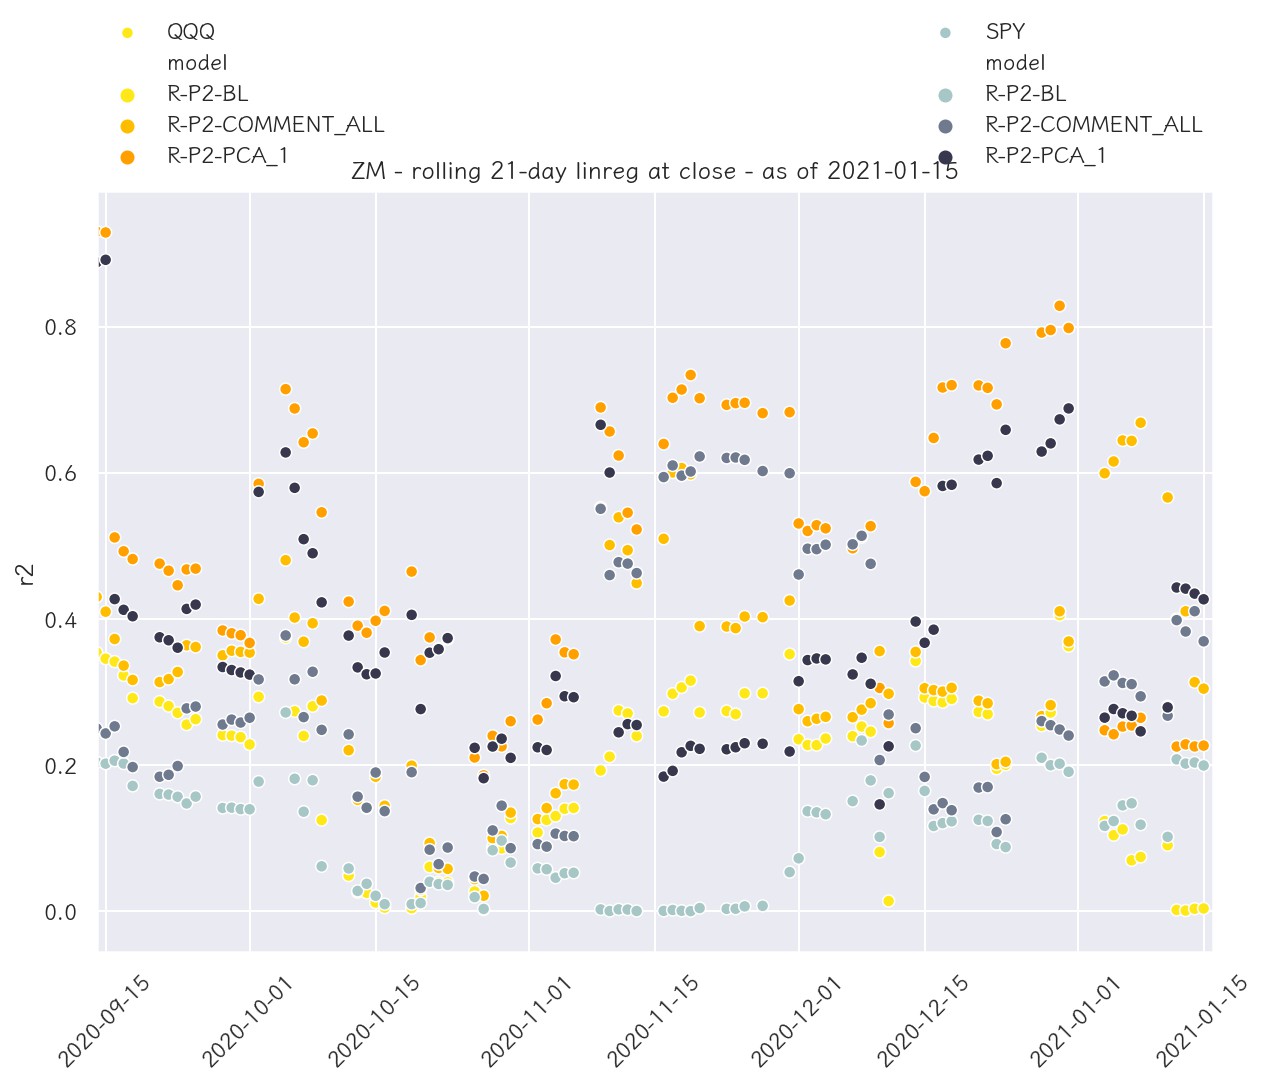 QQQ
model
R-P2-BL
R-P2-COMMENT_ALL
R-P2-PCA_1
SPY
model
R-P2-BL
R-P2-COMMENT_ALL
R-P2-PCA_1
ZM - rolling 21-day linreg at close - as of 2021-01-15
r2
0.8
0.6
0.4
0.2
0.0
2020-09-15
2020-10-01
2020-10-15
2020-11-01
2020-11-15
2020-12-01
2020-12-15
2021-01-01
2021-01-15